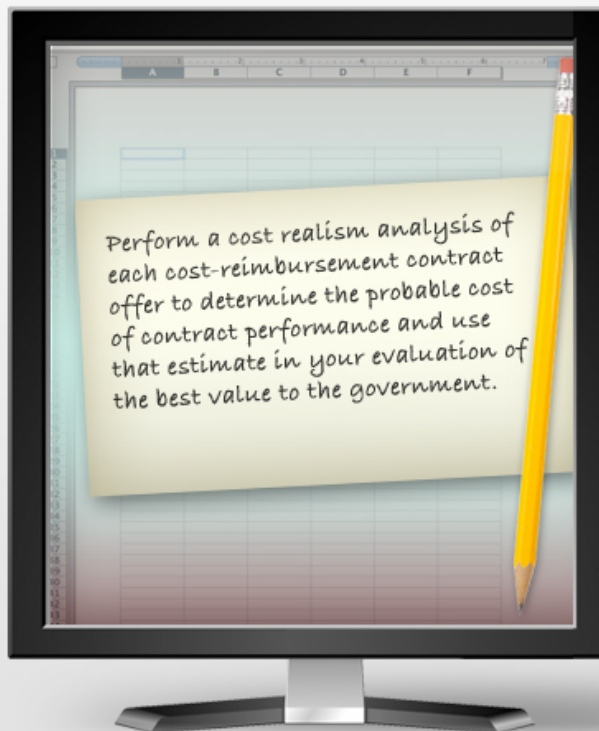 A B C D E F
Perform a cost realism analysis of
each cost-reimbursement contract
offer to determine the probable cost
of contract performance and use
that estimate in your evaluation of
the best value to the government.